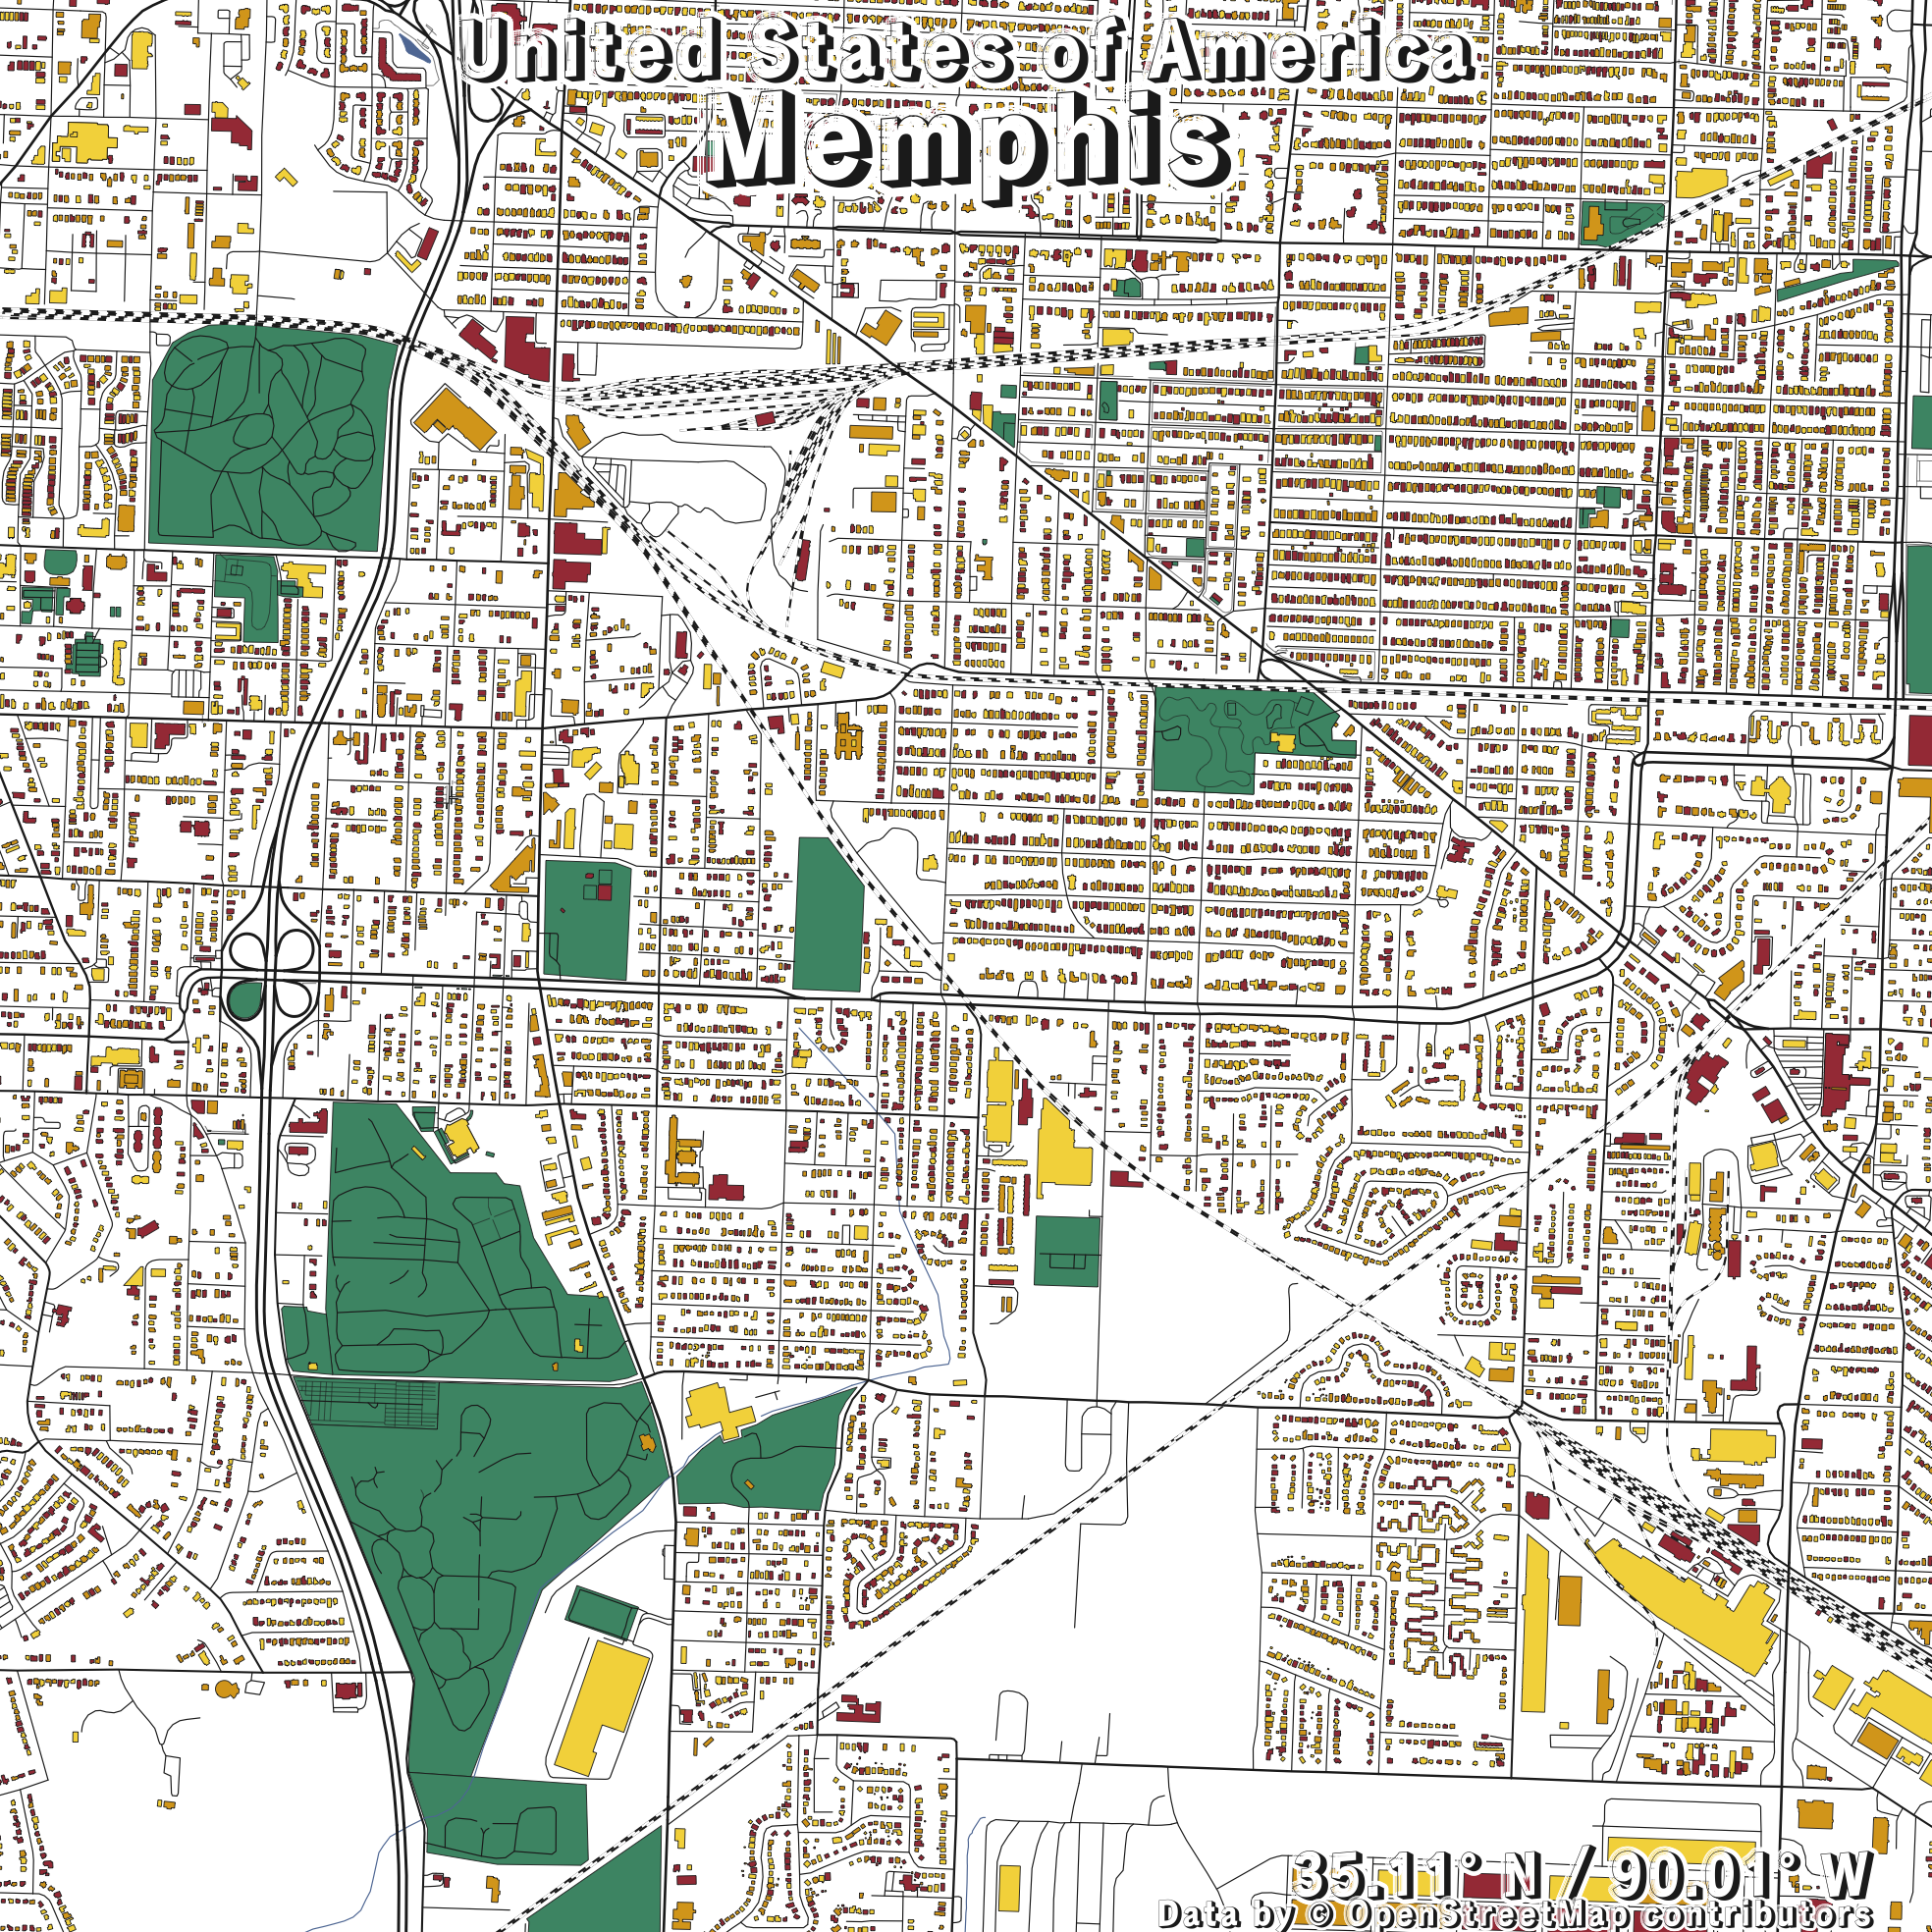 United States of America
Memphis
35.11° N / 90.01° W
Data by © OpenStreetMap contributors